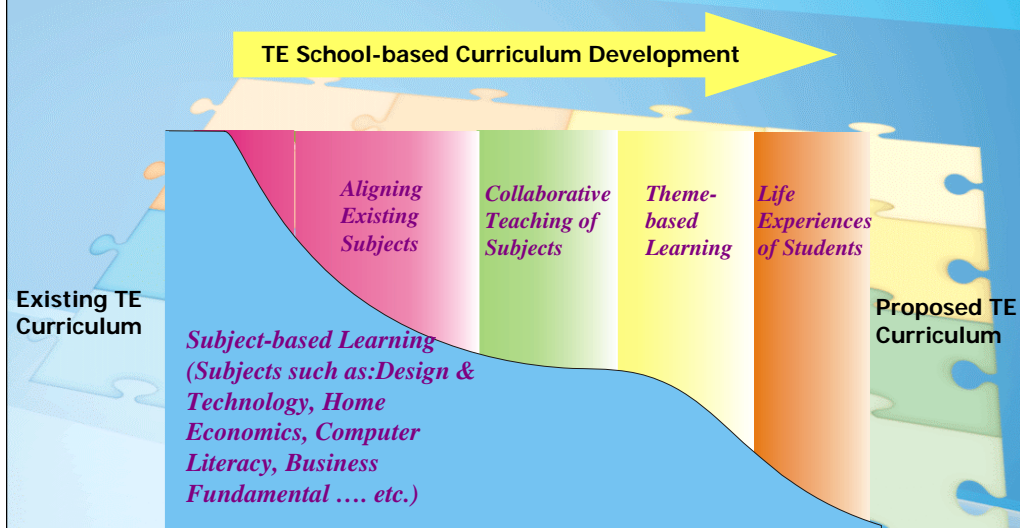 TE School-based Curriculum Development
Existing TE
Curriculum
Aligning
Existing
Subjects
Collaborative
Teaching of
Subjects
Theme-
based
Learning
Life
Experiences
of Students
Proposed TE
Curriculum
Subject-based Learning
(Subjects such as:Design &
Technology, Home
Economics, Computer
Literacy, Business
Fundamental .... etc.)